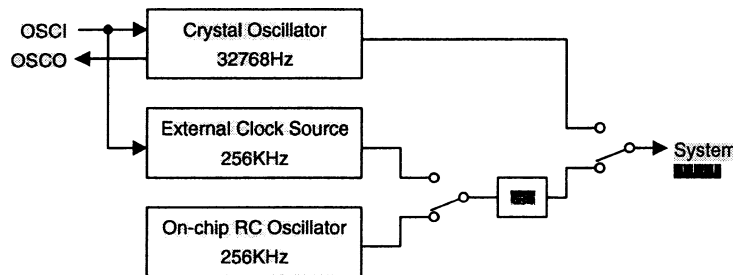 OSCI
OSCO
Crystal Oscillator
32768Hz
External Clock Source
256KHz
On-chip RC Oscillator
256KHz
System